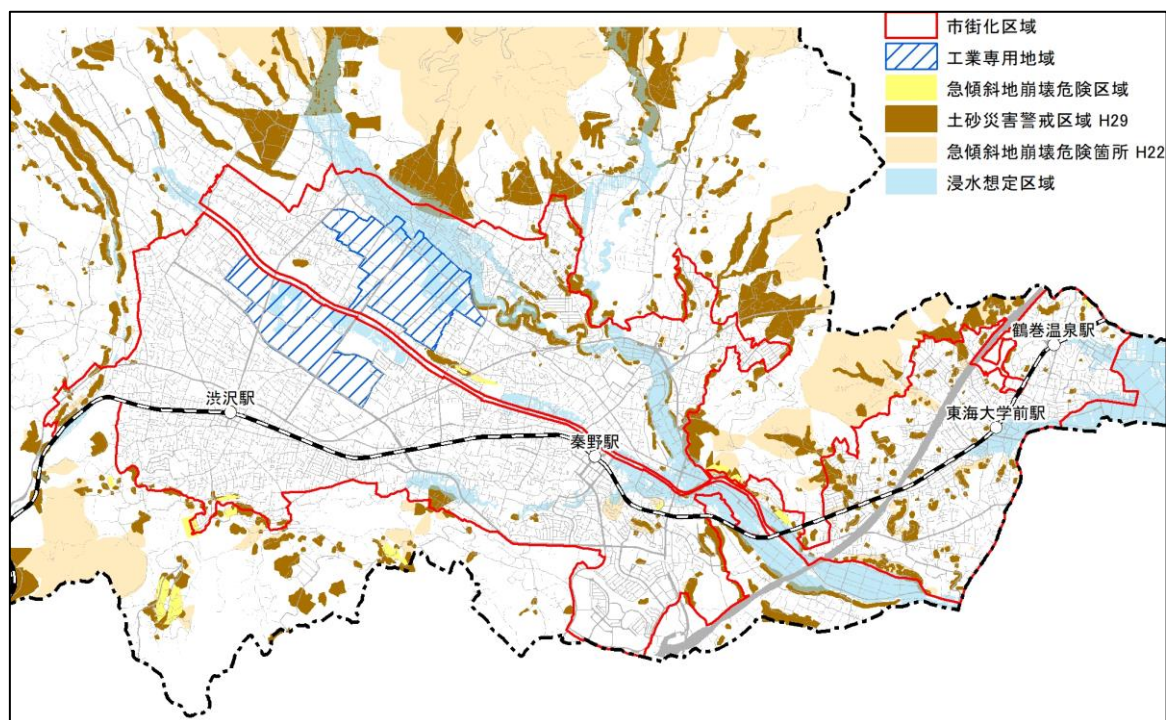 市街化区域
工業専用地域
急傾斜地崩壊危険区域
土砂災害警戒区域 H29
急傾斜地崩壊危険箇所 H22
浸水想定区域
鶴巻温泉駅
東海大学前駅
渋沢駅
秦野駅